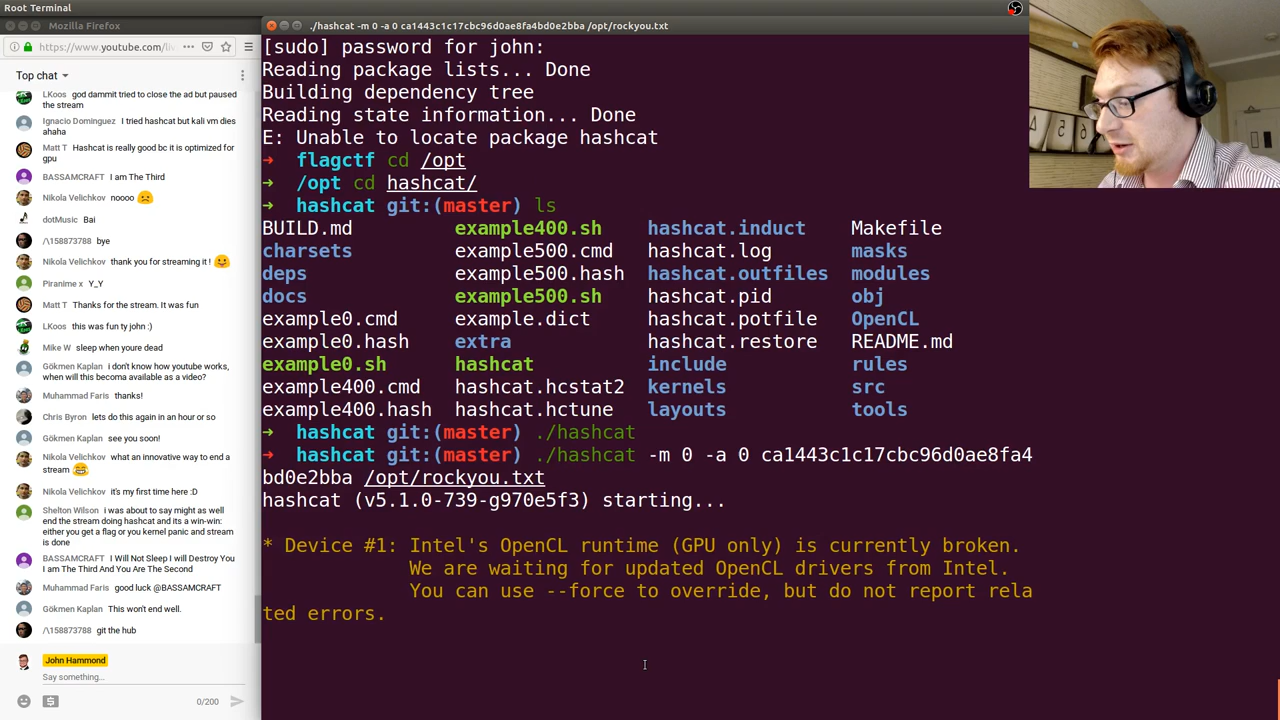 Root Terminal
Mozilla Firefox
https://www.youtube.com/liv
Top chat
LKoos god dammit tried to close the ad but paused
the stream
Ignacio Dominguez I tried hashcat but kali vm dies
ahaha
Matt T Hashcat is really good bc it is optimized for
gpu
BASSAMCRAFT I am The Third
Nikola Velichkov noooo
dotMusic Bai
/\158873788 bye
Nikola Velichkov thank you for streaming it !
Piranime x Y_Y
Matt T Thanks for the stream. It was fun
LKoos this was fun ty john :)
Mike W sleep when youre dead
Gökmen Kaplan i don't know how youtube works,
when will this becoma available as a video?
Muhammad Faris thanks!
Chris Byron lets do this again in an hour or so
Gökmen Kaplan see you soon!
Nikola Velichkov what an innovative way to end a
stream
Nikola Velichkov it's my first time here :D
Shelton Wilson i was about to say might as well
end the stream doing hashcat and its a win-win:
either you get a flag or you kernel panic and stream
is done
BASSAMCRAFT I Will Not Sleep I will Destroy You
I am The Third And You Are The Second
Muhammad Faris good luck @BASSAMCRAFT
Gökmen Kaplan This won't end well.
/\158873788 git the hub
John Hammond
Say something...
0/200
./hashcat -m 0 -a 0 ca1443c1c17cbc96d0ae8fa4bd0e2bba /opt/rockyou.txt
[sudo] password for john:
Reading package lists... Done
Building dependency tree
Reading state information... Done
E: Unable to locate package hashcat
➜ flagctf cd /opt
➜ /opt cd hashcat/
➜ hashcat git:(master) ls
BUILD.md example400.sh hashcat.induct Makefile
charsets example500.cmd hashcat.log masks
deps example500.hash hashcat.outfiles modules
docs example500.sh hashcat.pid obj
example0.cmd example.dict hashcat.potfile OpenCL
example0.hash extra hashcat.restore README.md
example0.sh hashcat include rules
example400.cmd hashcat.hcstat2 kernels src
example400.hash hashcat.hctune layouts tools
➜ hashcat git:(master) ./hashcat
➜ hashcat git:(master) ./hashcat -m 0 -a 0 ca1443c1c17cbc96d0ae8fa4
bd0e2bba /opt/rockyou.txt
hashcat (v5.1.0-739-g970e5f3) starting...
* Device #1: Intel's OpenCL runtime (GPU only) is currently broken.
We are waiting for updated OpenCL drivers from Intel.
You can use --force to override, but do not report rela
ted errors.